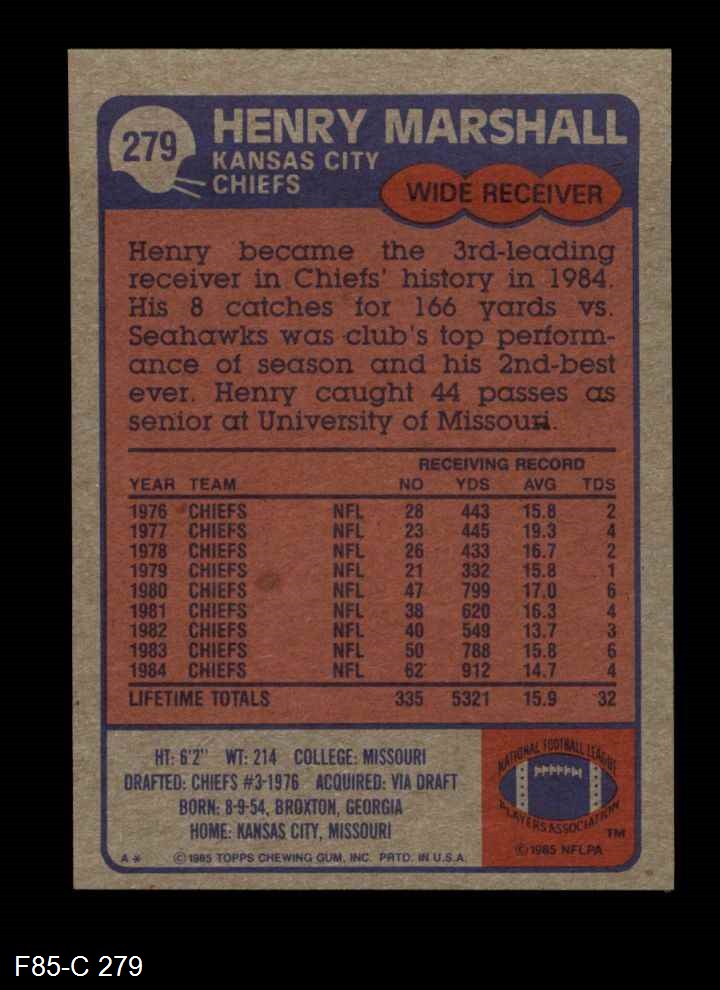 279
HENRY MARSHALL
KANSAS CITY
CHIEFS
WIDE RECEIVER
Henry became the 3rd-leading
receiver in Chiefs' history in 1984.
His 8 catches for 166 yards vs.
Seahawks was club's top perform-
ance of season and his 2nd-best
ever. Henry caught 44 passes as
senior at University of Missouri.
RECEIVING RECORD
YEAR TEAM NO YDS AVG TDS
1976 CHIEFS NFL 28 443 15.8 2
1977 CHIEFS NFL 23 445 19.3 4
1978 CHIEFS NFL 26 433 16.7 2
1979 CHIEFS NFL 21 332 15.8 1
1980 CHIEFS NFL 47 799 17.0 6
1981 CHIEFS NFL 38 620 16.3 4
1982 CHIEFS NFL 40 549 13.7 3
1983 CHIEFS NFL 50 788 15.8 6
1984 CHIEFS NFL 62 912 14.7 4
LIFETIME TOTALS 335 5321 15.9 32
HT: 6'2" WT: 214 COLLEGE: MISSOURI
DRAFTED: CHIEFS #3-1976 ACQUIRED: VIA DRAFT
BORN: 8-9-54, BROXTON, GEORGIA
HOME: KANSAS CITY, MISSOURI
A* © 1985 TOPPS CHEWING GUM, INC. PRTD. IN U.S.A.
NATIONAL FOOTBALL LEAGUE
PLAYERS ASSOCIATION
TM
© 1985 NFLPA
F85-C 279